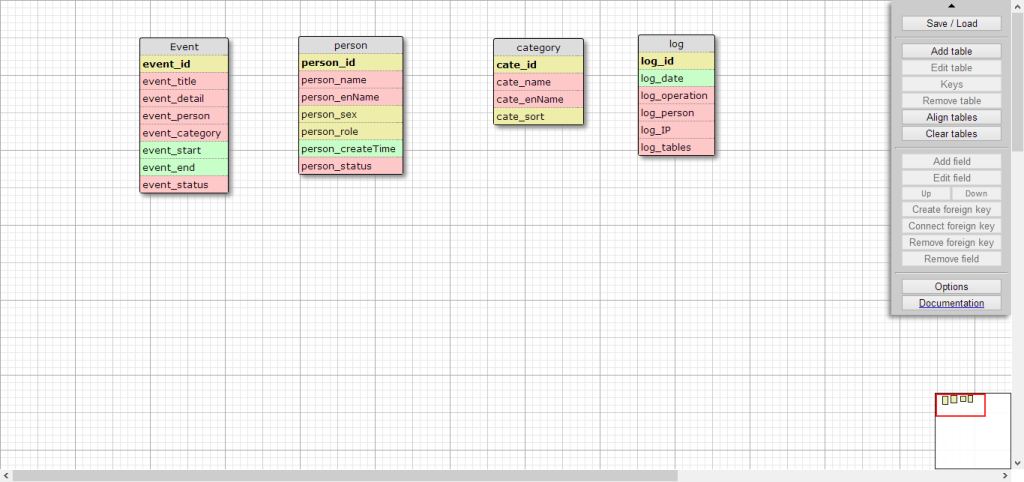 Event
event_id
event_title
event_detail
event_person
event_category
event_start
event_end
event_status
person
person_id
person_name
person_enName
person_sex
person_role
person_createTime
person_status
category
cate_id
cate_name
cate_enName
cate_sort
log
log_id
log_date
log_operation
log_person
log_IP
log_tables
Save / Load
Add table
Edit table
Keys
Remove table
Align tables
Clear tables
Add field
Edit field
Up Down
Create foreign key
Connect foreign key
Remove foreign key
Remove field
Options
Documentation